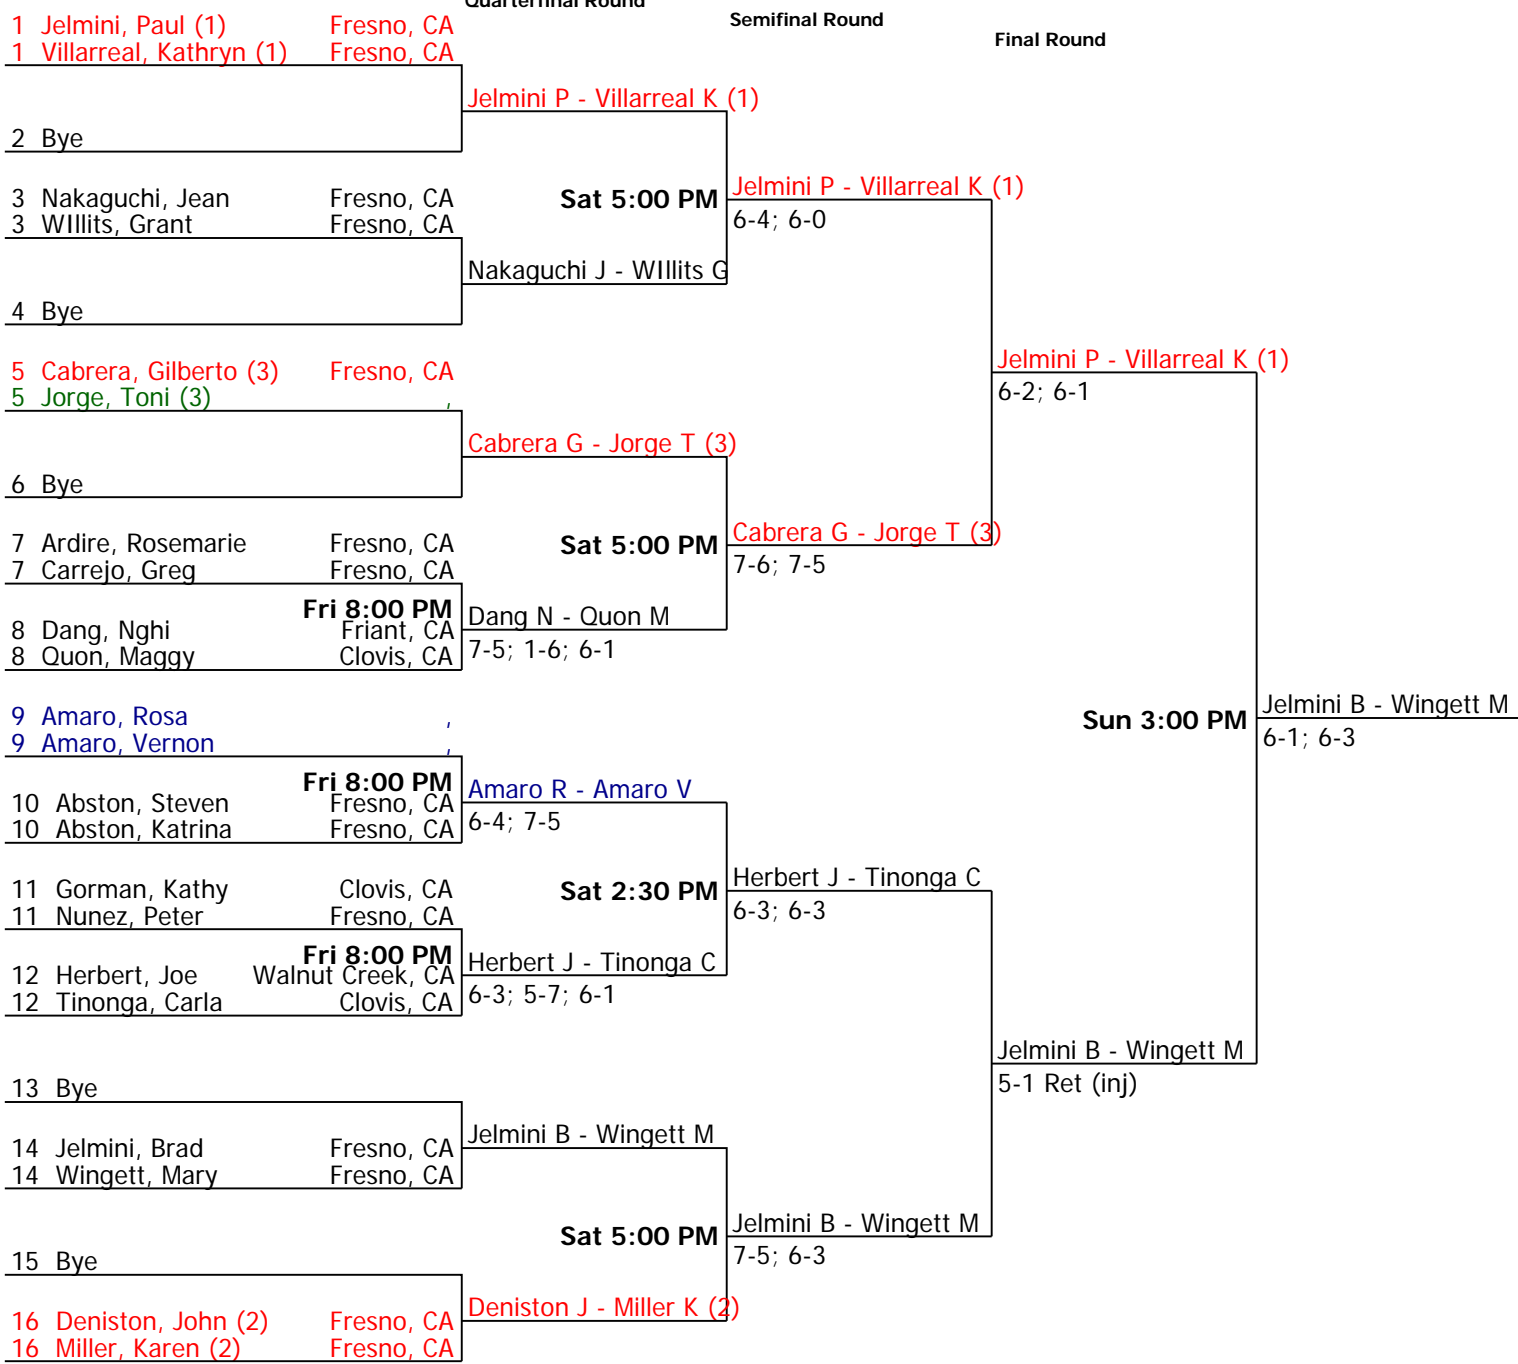 Quarterfinal Round
Semifinal Round
Final Round
1 Jelmini, Paul (1) Fresno, CA
1 Villarreal, Kathryn (1) Fresno, CA
Jelmini P - Villarreal K (1)
2 Bye
Sat 5:00 PM
Jelmini P - Villarreal K (1)
6-4; 6-0
3 Nakaguchi, Jean Fresno, CA
3 WIllits, Grant Fresno, CA
Nakaguchi J - WIllits G
4 Bye
Jelmini P - Villarreal K (1)
6-2; 6-1
5 Cabrera, Gilberto (3) Fresno, CA
5 Jorge, Toni (3) ,
Cabrera G - Jorge T (3)
6 Bye
Sat 5:00 PM
Cabrera G - Jorge T (3)
7-6; 7-5
7 Ardire, Rosemarie Fresno, CA
7 Carrejo, Greg Fresno, CA
Fri 8:00 PM
Dang N - Quon M
7-5; 1-6; 6-1
8 Dang, Nghi Friant, CA
8 Quon, Maggy Clovis, CA
Sun 3:00 PM
Jelmini B - Wingett M
6-1; 6-3
9 Amaro, Rosa ,
9 Amaro, Vernon ,
Fri 8:00 PM
Amaro R - Amaro V
6-4; 7-5
10 Abston, Steven Fresno, CA
10 Abston, Katrina Fresno, CA
Sat 2:30 PM
Herbert J - Tinonga C
6-3; 6-3
11 Gorman, Kathy Clovis, CA
11 Nunez, Peter Fresno, CA
Fri 8:00 PM
Herbert J - Tinonga C
6-3; 5-7; 6-1
12 Herbert, Joe Walnut Creek, CA
12 Tinonga, Carla Clovis, CA
Jelmini B - Wingett M
5-1 Ret (inj)
13 Bye
Jelmini B - Wingett M
14 Jelmini, Brad Fresno, CA
14 Wingett, Mary Fresno, CA
Sat 5:00 PM
Jelmini B - Wingett M
7-5; 6-3
15 Bye
Deniston J - Miller K (2)
16 Deniston, John (2) Fresno, CA
16 Miller, Karen (2) Fresno, CA